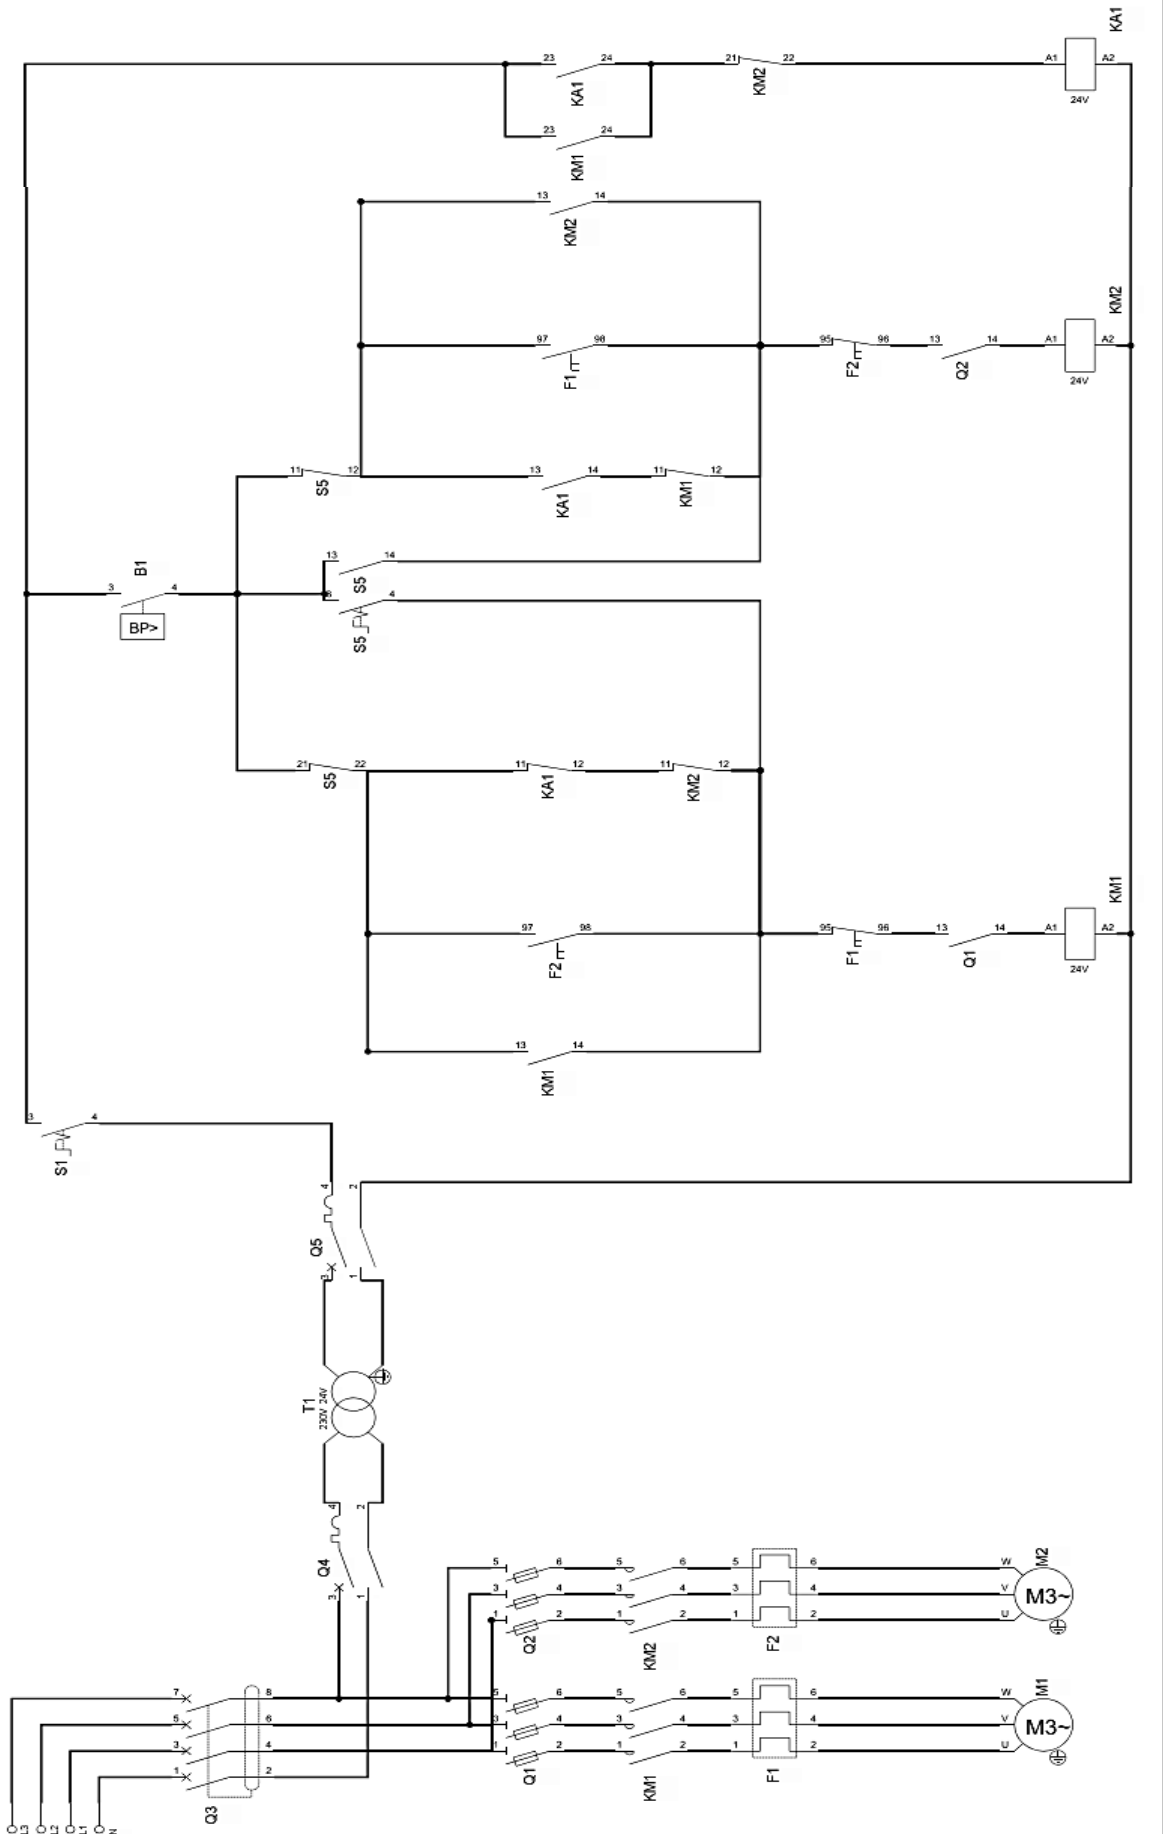 KA1
23 24 21 22 A1 A2
KA1 KM2 24V
23 24
KM1
13 14
KM2
KM2
97 98 95 96 13 14 A1 A2
F1 F2 Q2 24V
11 12 13 14 11 12
S5 KA1 KM1
13 14
B1 S5
3 4 4
BP>
S5
21 22 11 12 11 12
S5 KA1 KM2
KM1
97 98 95 96 13 14 A1 A2
F2 F1 Q1 24V
13 14
KM1
3 4
S1
4 2
Q5
3 1
T1
230V 24V
4 2
Q4
3 1
5 6 5 6 5 6 W M2
3 4 3 4 3 4 V M3~
1 2 1 2 1 2 U
Q2 KM2 F2
7 8 5 6 5 6 5 6 W M1
5 6 3 4 3 4 3 4 V M3~
3 4 1 2 1 2 1 2 U
Q1 KM1 F1
1 2
Q3
L3 L2 L1 N